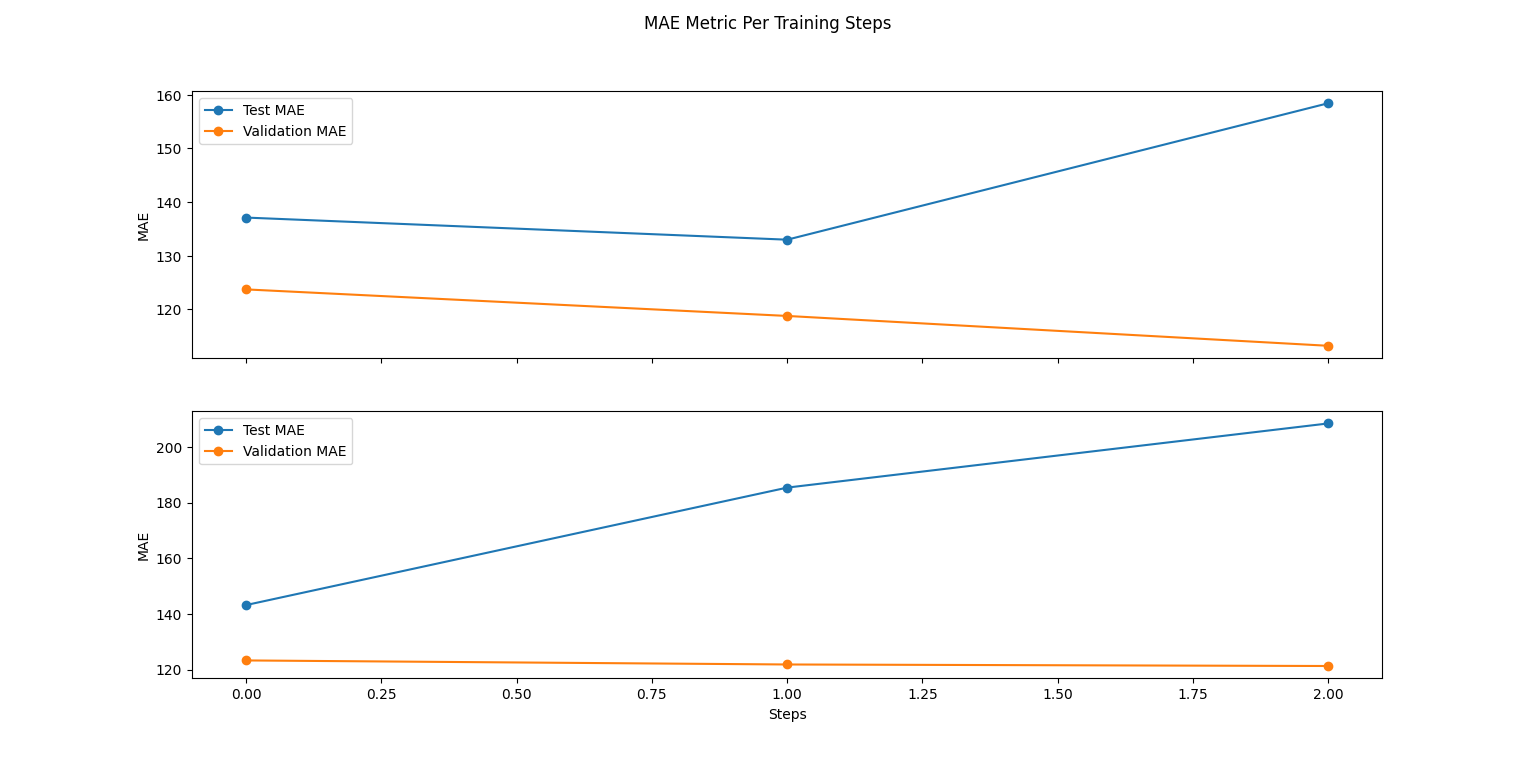 MAE Metric Per Training Steps
160
150
140
130
120
MAE
Test MAE
Validation MAE
200
180
160
140
120
MAE
Test MAE
Validation MAE
0.00 0.25 0.50 0.75 1.00 1.25 1.50 1.75 2.00
Steps